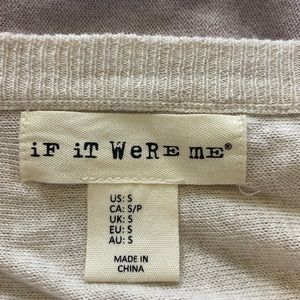 iF iT WeRE ME®
US: S
CA: S/P
UK: S
EU: S
AU: S
MADE IN
CHINA